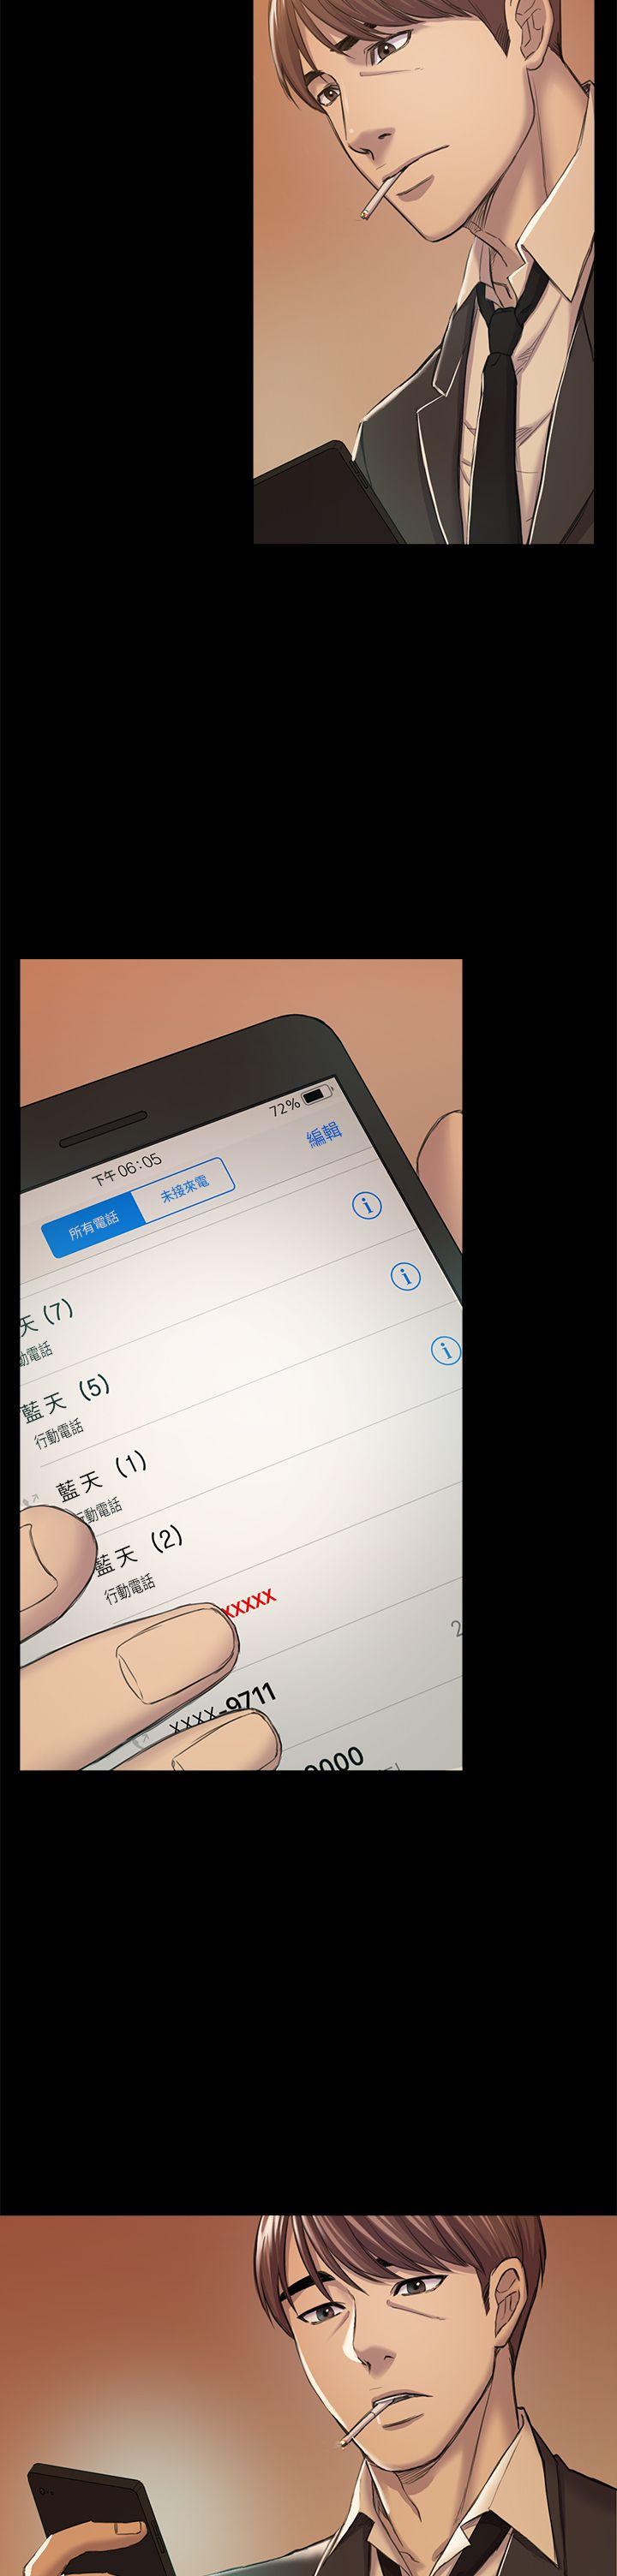 72%
下午 06:05
編輯
所有電話
未接來電
天 (7)
動電話
藍天 (5)
行動電話
藍天 (1)
行動電話
藍天 (2)
行動電話
xxxxx
2
xxxx-9711
0000